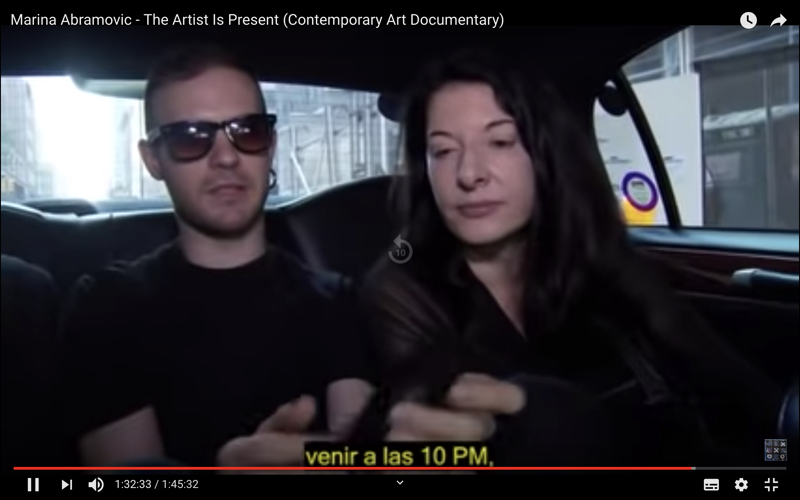 Marina Abramovic - The Artist Is Present (Contemporary Art Documentary)
10
venir a las 10 PM,
1:32:33 / 1:45:32